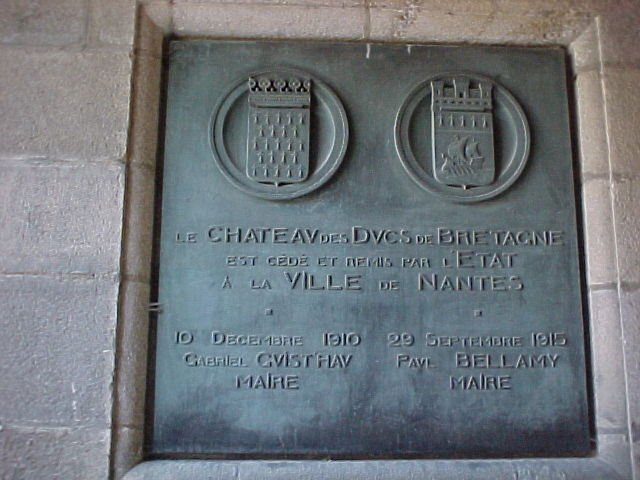 LE CHATEAV DES DVCS DE BRETAGNE
EST CÉDÉ ET REMIS PAR L'ETAT
A LA VILLE DE NANTES
10 DECEMBRE 1910
GABRIEL GVIST'HAV
MAIRE
29 SEPTEMBRE 1915
PAVL BELLAMY
MAIRE